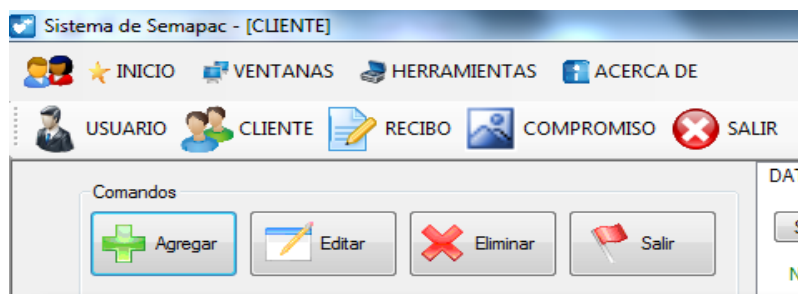 Sistema de Semapac - [CLIENTE]
INICIO VENTANAS HERRAMIENTAS ACERCA DE
USUARIO CLIENTE RECIBO COMPROMISO SALIR
Comandos
Agregar Editar Eliminar Salir